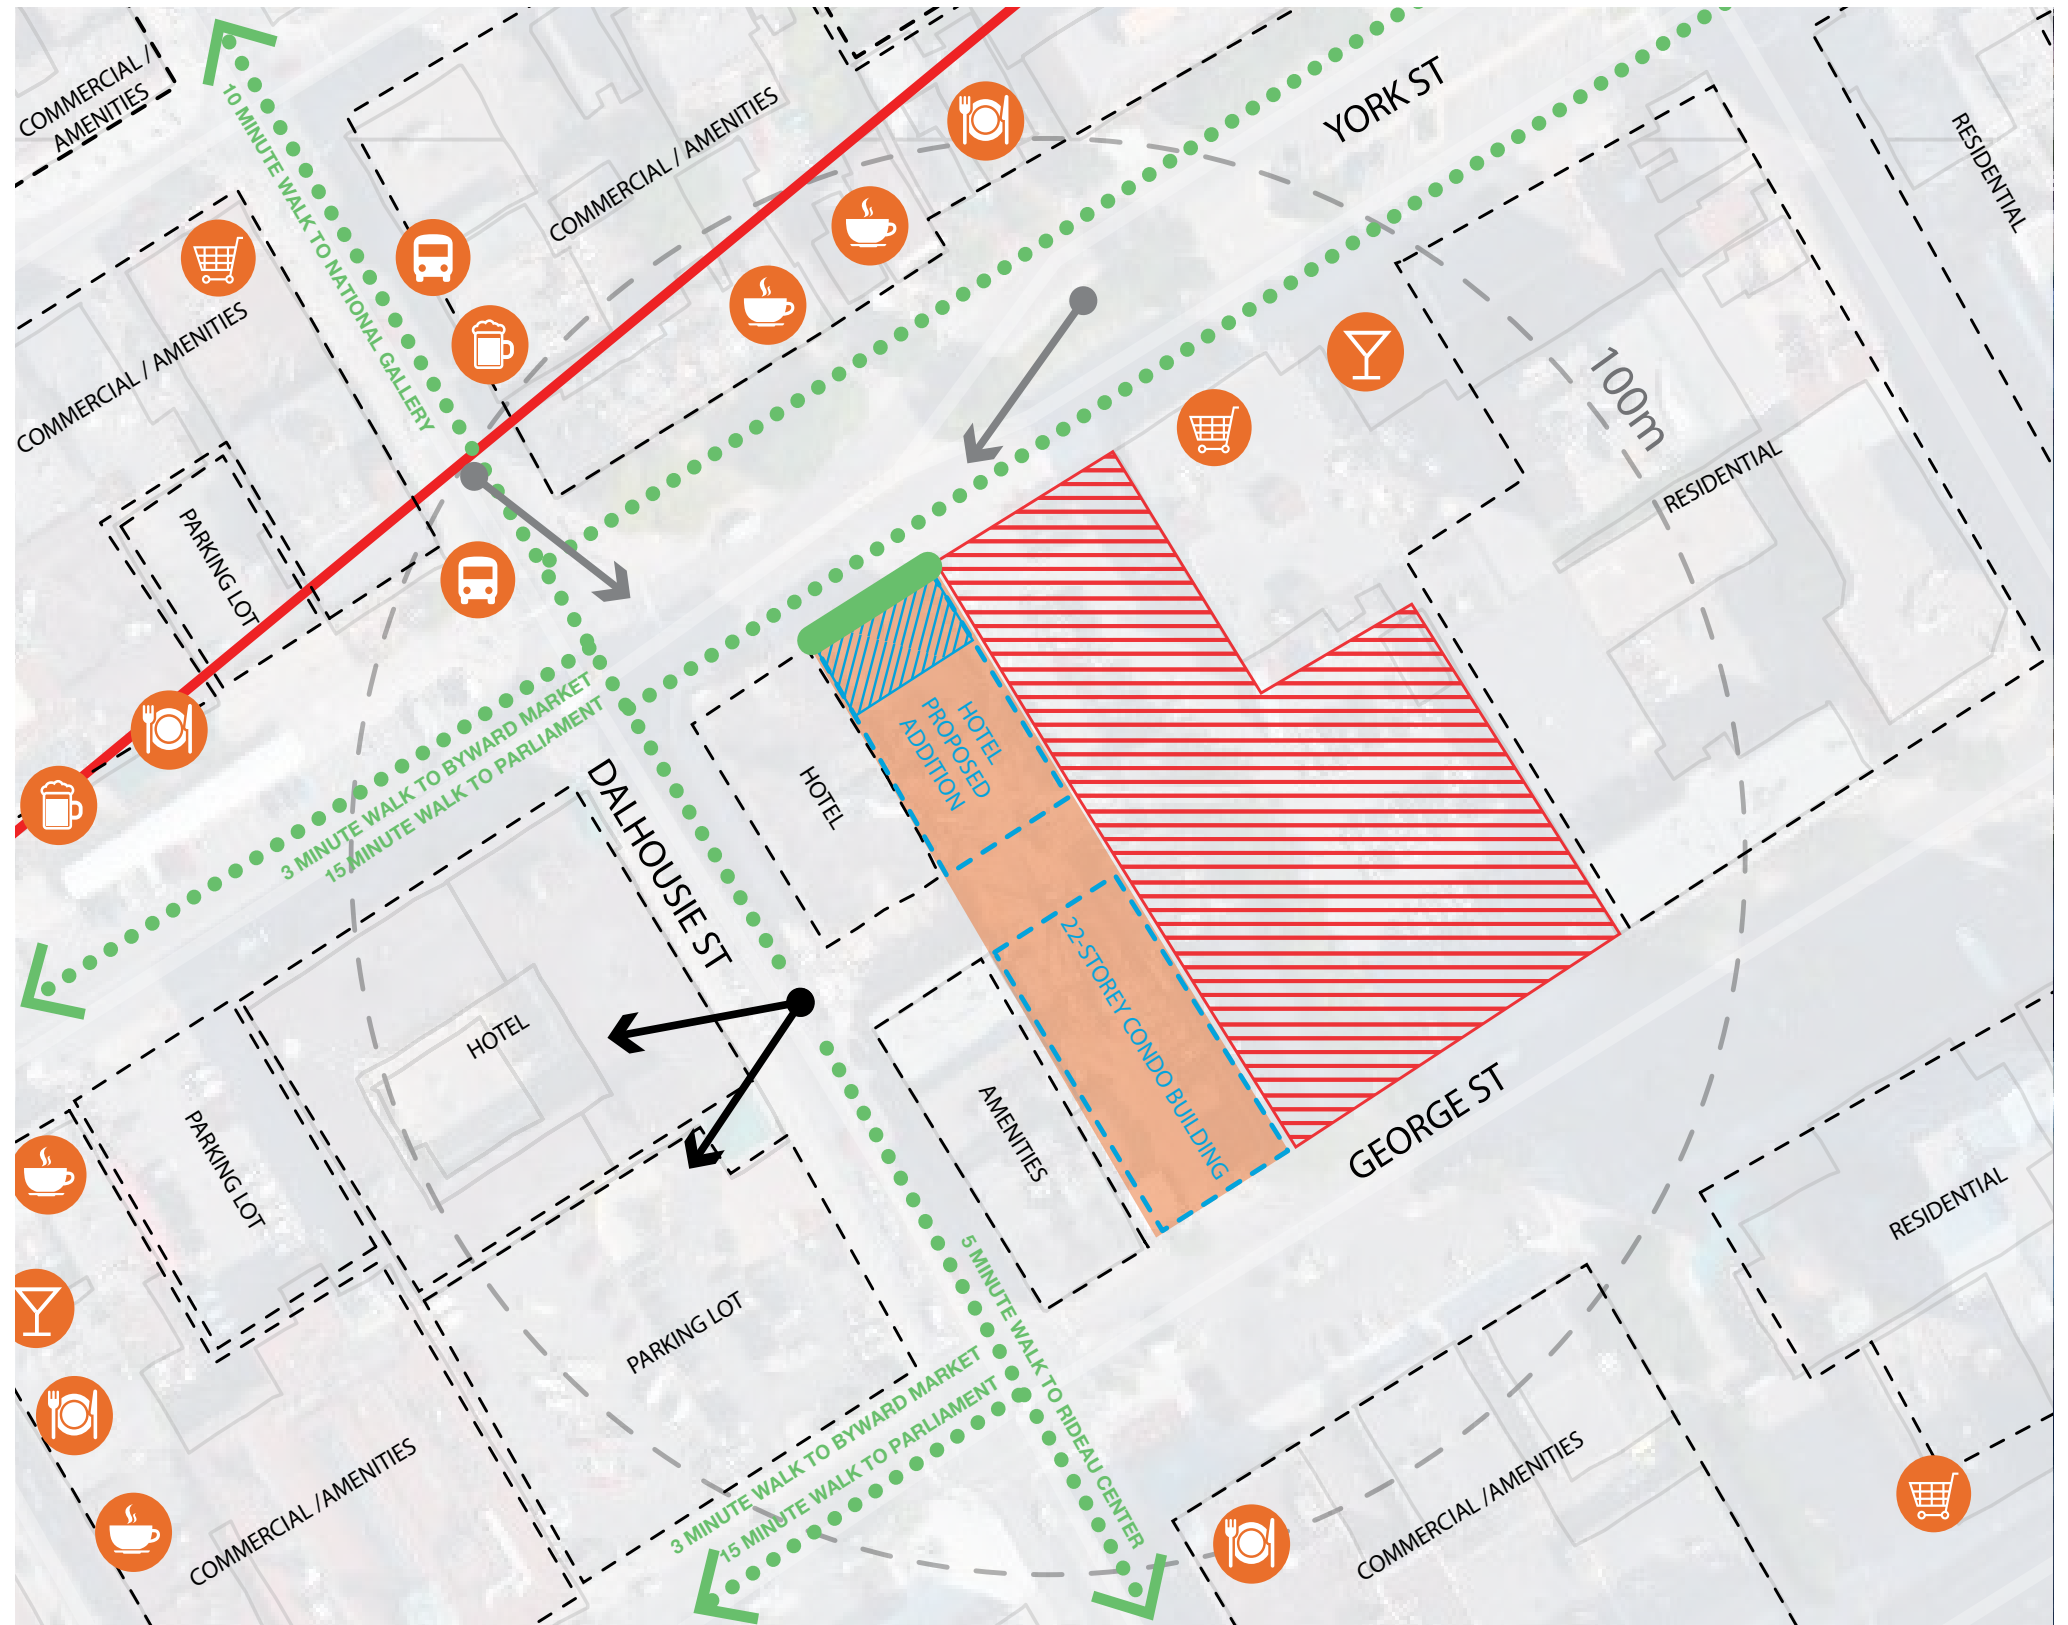 COMMERCIAL /
AMENITIES
10 MINUTE WALK TO NATIONAL GALLERY
COMMERCIAL / AMENITIES
YORK ST
RESIDENTIAL
COMMERCIAL / AMENITIES
PARKING LOT
100m
RESIDENTIAL
3 MINUTE WALK TO BYWARD MARKET
15 MINUTE WALK TO PARLIAMENT
DALHOUSIE ST
HOTEL
HOTEL
PROPOSED
ADDITION
22-STOREY CONDO BUILDING
HOTEL
PARKING LOT
AMENITIES
GEORGE ST
RESIDENTIAL
PARKING LOT
5 MINUTE WALK TO RIDEAU CENTER
3 MINUTE WALK TO BYWARD MARKET
15 MINUTE WALK TO PARLIAMENT
COMMERCIAL /AMENITIES
COMMERCIAL /AMENITIES